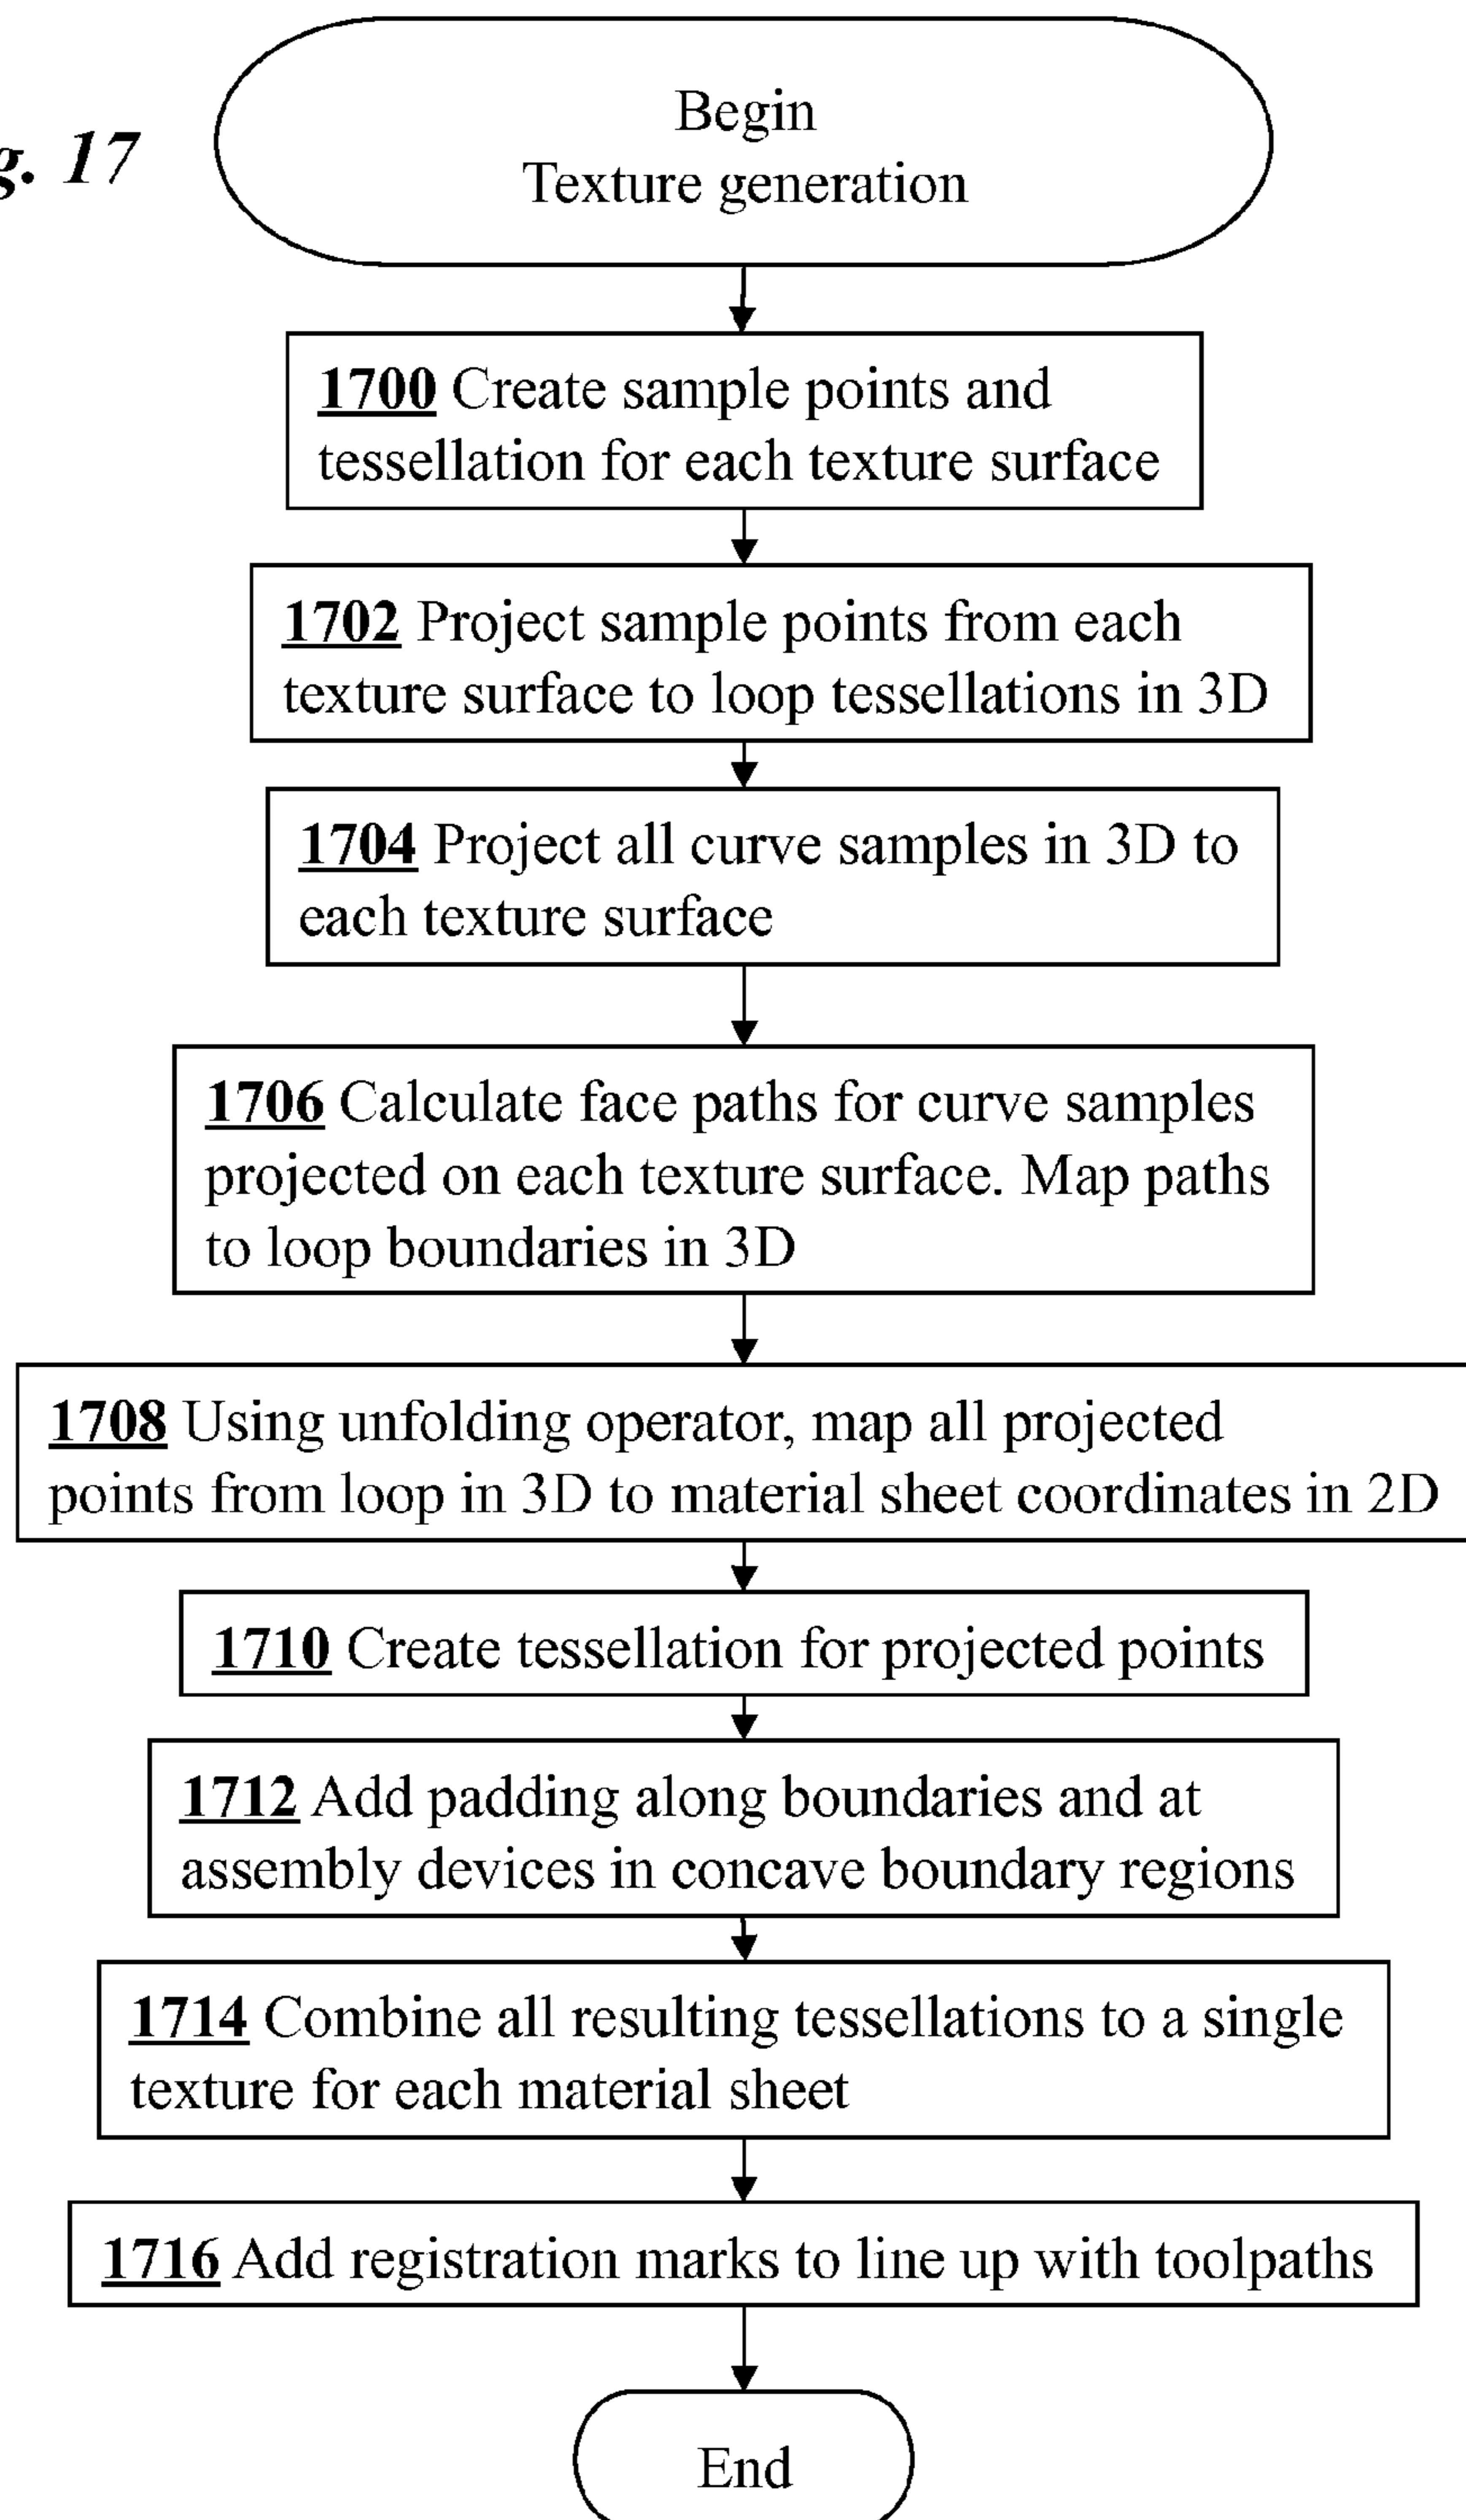 17
Begin
Texture generation
1700 Create sample points and
tessellation for each texture surface
1702 Project sample points from each
texture surface to loop tessellations in 3D
1704 Project all curve samples in 3D to
each texture surface
1706 Calculate face paths for curve samples
projected on each texture surface. Map paths
to loop boundaries in 3D
1708 Using unfolding operator, map all projected
points from loop in 3D to material sheet coordinates in 2D
1710 Create tessellation for projected points
1712 Add padding along boundaries and at
assembly devices in concave boundary regions
1714 Combine all resulting tessellations to a single
texture for each material sheet
1716 Add registration marks to line up with toolpaths
End